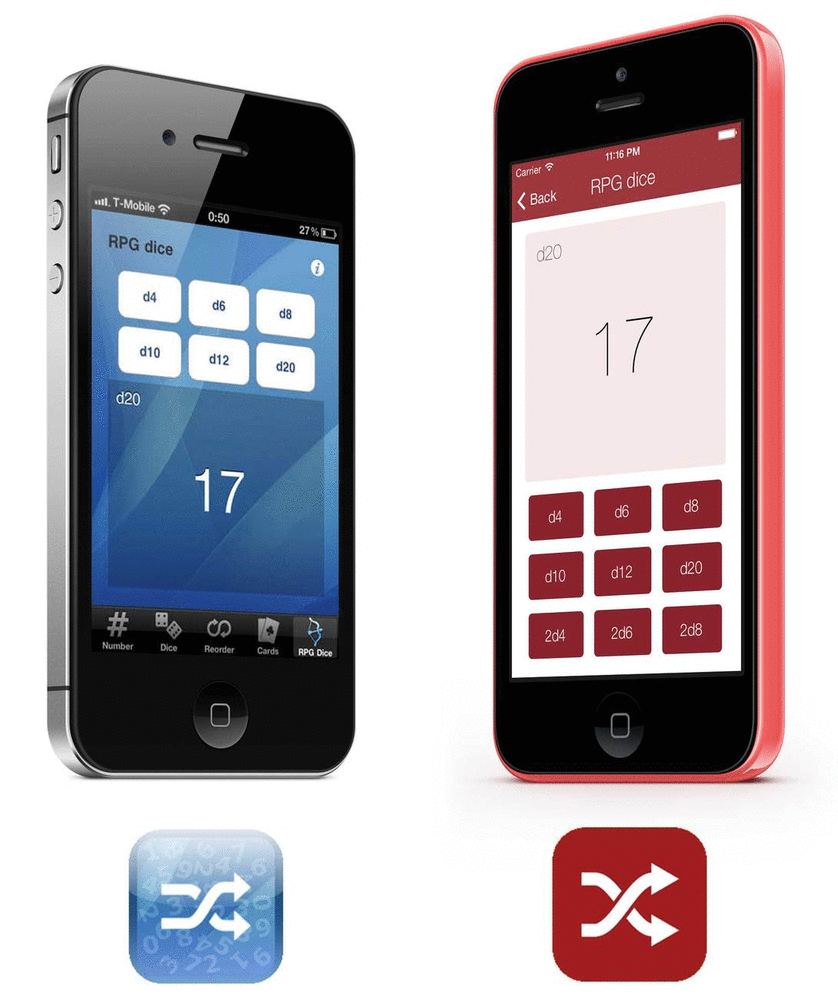 T-Mobile 0:50 27%
RPG dice
d4 d6 d8
d10 d12 d20
d20
17
Number Dice Reorder Cards RPG Dice
Carrier 11:16 PM
Back RPG dice
d20
17
d4 d6 d8
d10 d12 d20
2d4 2d6 2d8